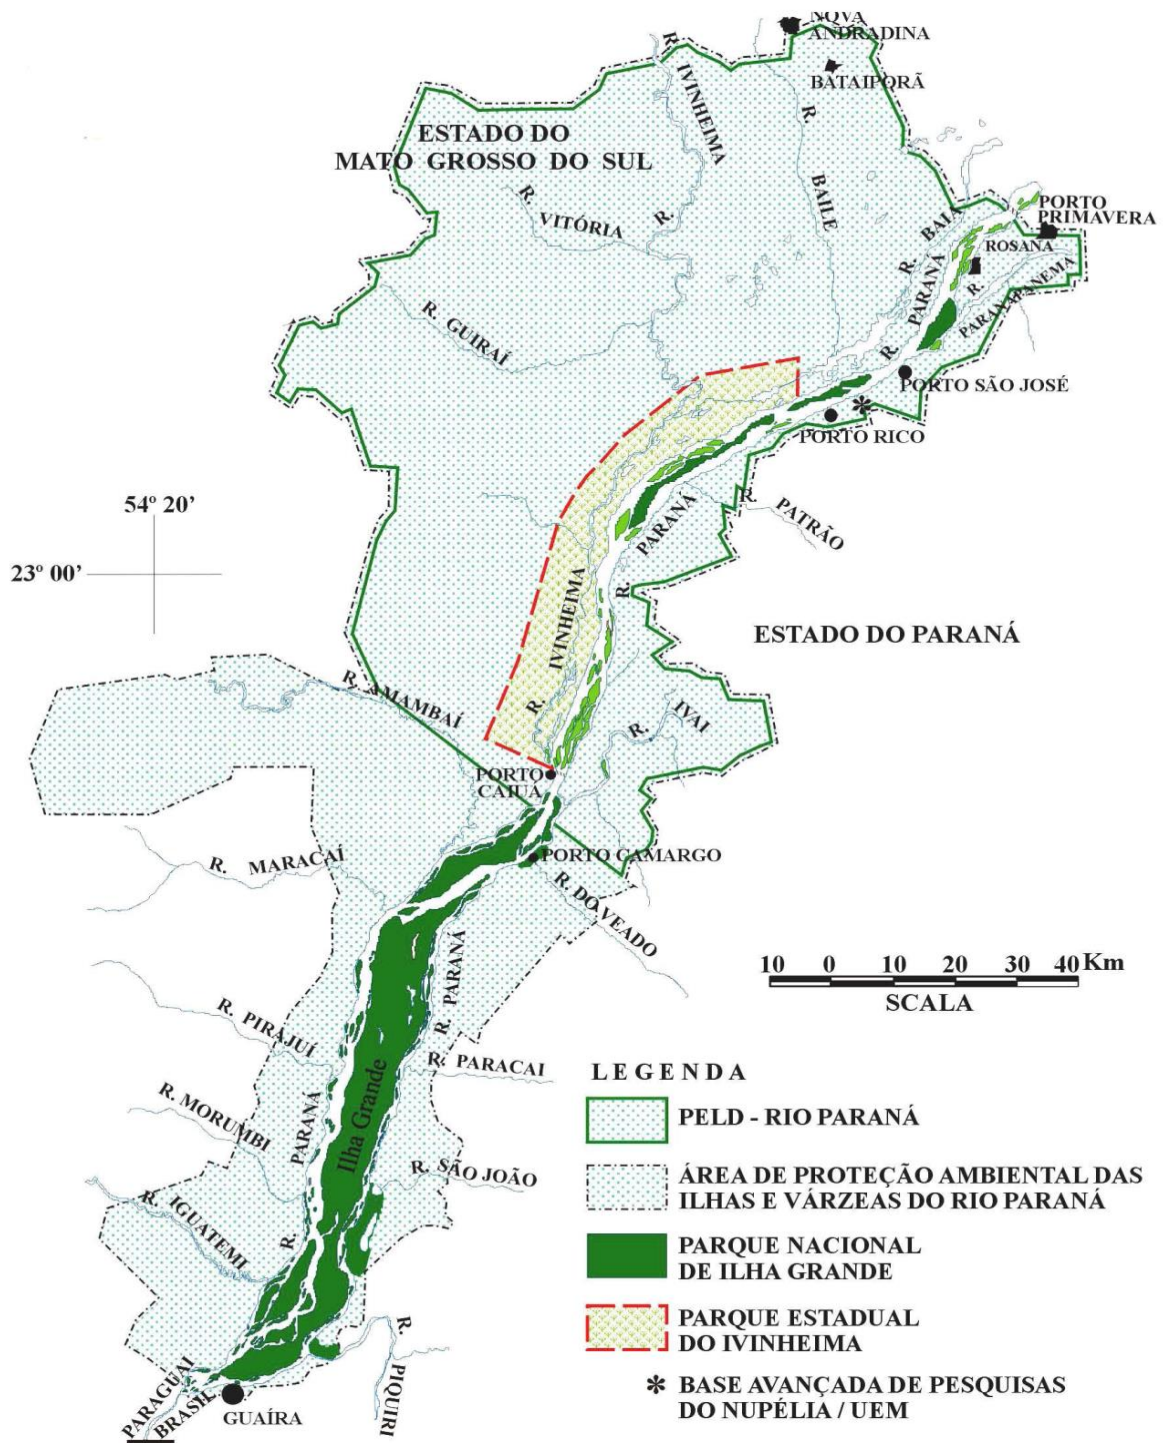 NOVA
ANDRADINA
BATAIPORÃ
R.
IVINHEIMA
R.
ESTADO DO
MATO GROSSO DO SUL
R.
BAILE
R.
VITÓRIA
R. BAIA
PORTO
PRIMAVERA
ROSANA
R.
PARANAPANEMA
R. PARANÁ
R. GUIRAÍ
PORTO SÃO JOSÉ
PORTO RICO
R. PATRÃO
R. PARANÁ
54º 20’
23º 00’
R. IVINHEIMA
ESTADO DO PARANÁ
R. AMAMBAÍ
R. IVAI
PORTO
CAIUÁ
PORTO CAMARGO
R. MARACAÍ
R. DO VEADO
R. PARANÁ
10 0 10 20 30 40 Km
SCALA
R. PIRAJUÍ
R. PARACAI
Ilha Grande
R. MORUMBI
R. PARANÁ
R. SÃO JOÃO
R. IGUATEMI
R. PIQUIRI
PARAGUAI
BRASIL
GUAÍRA
LEGENDA
PELD - RIO PARANÁ
ÁREA DE PROTEÇÃO AMBIENTAL DAS
ILHAS E VÁRZEAS DO RIO PARANÁ
PARQUE NACIONAL
DE ILHA GRANDE
PARQUE ESTADUAL
DO IVINHEIMA
* BASE AVANÇADA DE PESQUISAS
DO NUPÉLIA / UEM